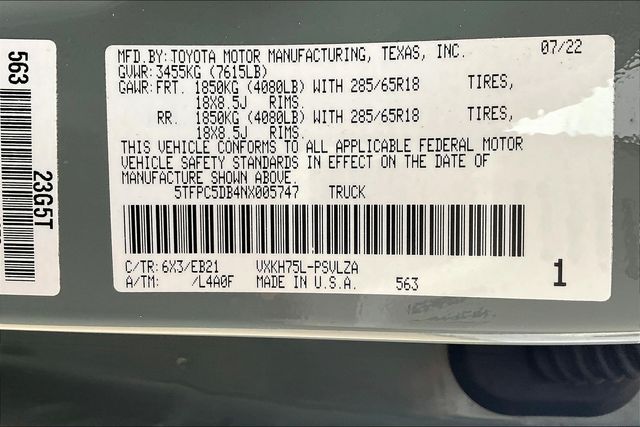 563
23G5T
MFD.BY:TOYOTA MOTOR MANUFACTURING, TEXAS, INC. 07/22
GVWR: 3455KG (7615LB)
GAWR:FRT. 1850KG (4080LB) WITH 285/65R18 TIRES,
18X8.5J RIMS.
RR. 1850KG (4080LB) WITH 285/65R18 TIRES,
18X8.5J RIMS.
THIS VEHICLE CONFORMS TO ALL APPLICABLE FEDERAL MOTOR
VEHICLE SAFETY STANDARDS IN EFFECT ON THE DATE OF
MANUFACTURE SHOWN ABOVE.
5TFPC5DB4NX005747 TRUCK
C/TR:6X3/EB21 VXKH75L-PSVLZA
A/TM: /L4A0F MADE IN U.S.A. 563 1